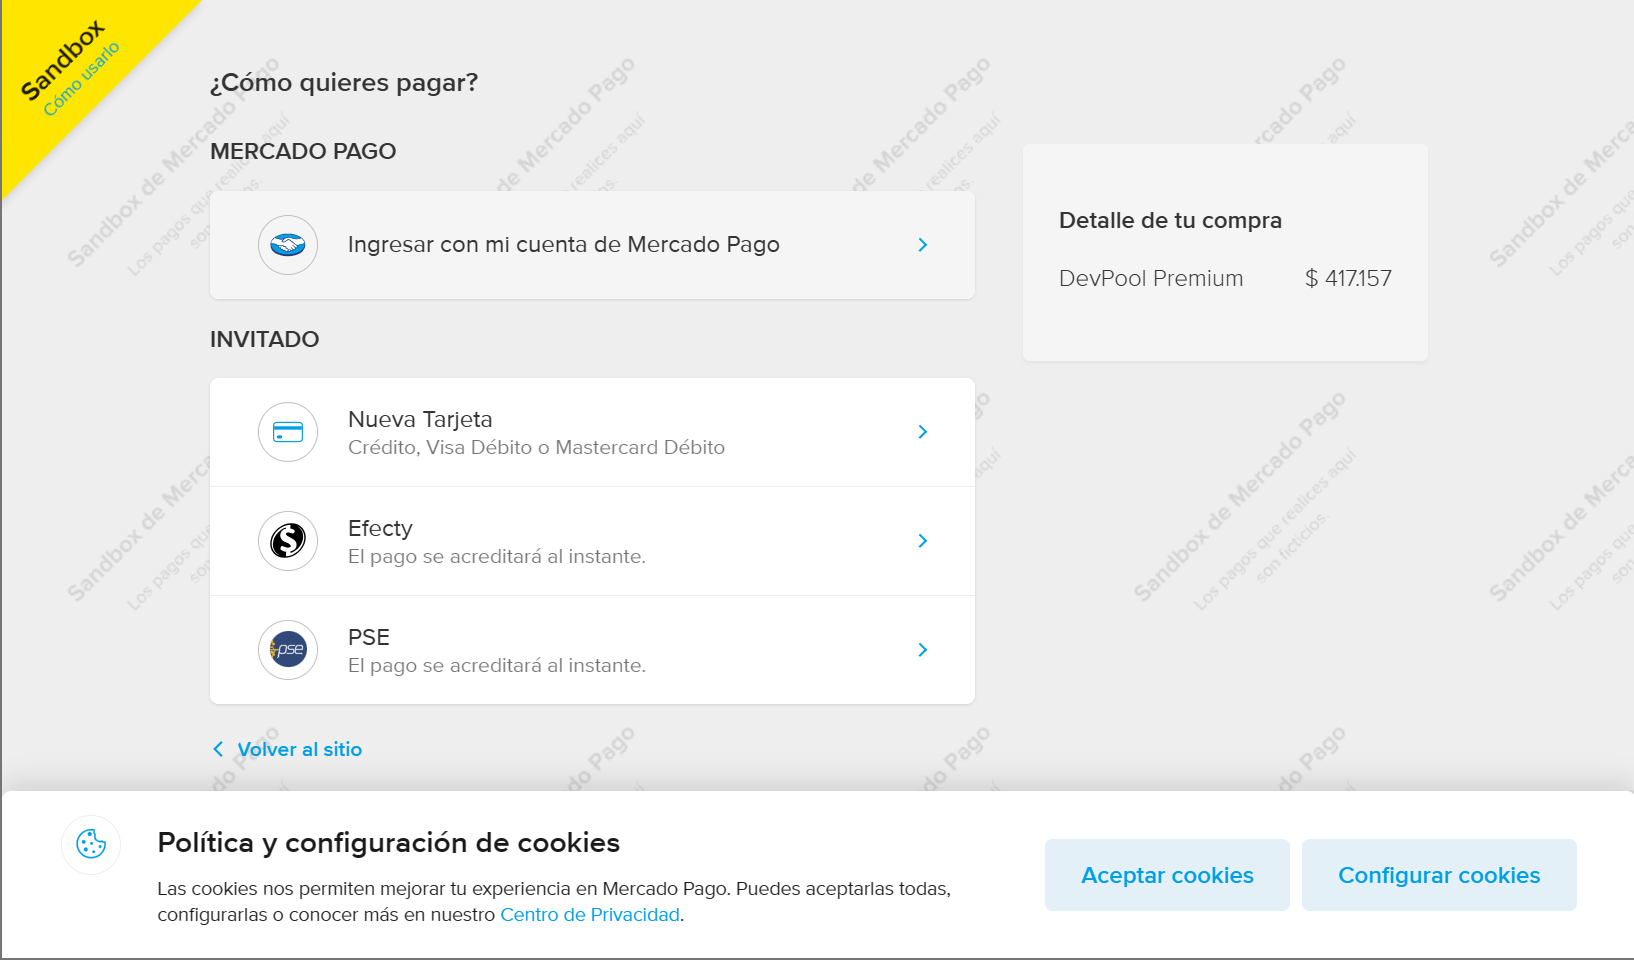 Sandbox
Cómo usarlo
¿Cómo quieres pagar?
MERCADO PAGO
Ingresar con mi cuenta de Mercado Pago
Detalle de tu compra
DevPool Premium $ 417.157
INVITADO
Nueva Tarjeta
Crédito, Visa Débito o Mastercard Débito
Efecty
El pago se acreditará al instante.
pse
PSE
El pago se acreditará al instante.
Volver al sitio
Sandbox de Mercado Pago
Los pagos que realices aquí
son ficticios.
Política y configuración de cookies
Las cookies nos permiten mejorar tu experiencia en Mercado Pago. Puedes aceptarlas todas,
configurarlas o conocer más en nuestro Centro de Privacidad.
Aceptar cookies
Configurar cookies